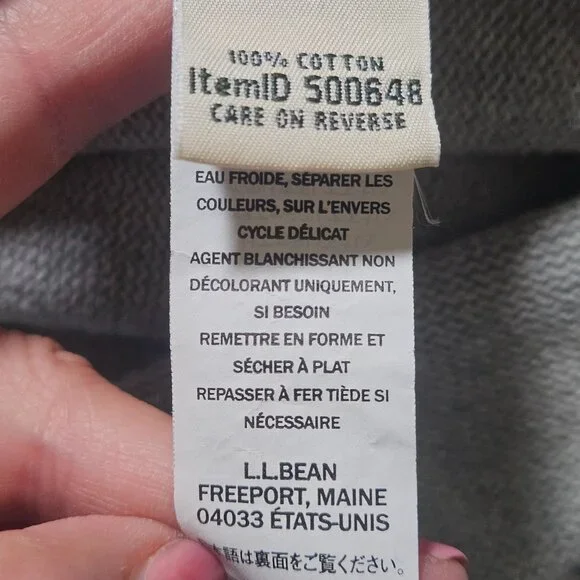 100% COTTON
ItemID 500648
CARE ON REVERSE
EAU FROIDE, SÉPARER LES
COULEURS, SUR L'ENVERS
CYCLE DÉLICAT
AGENT BLANCHISSANT NON
DÉCOLORANT UNIQUEMENT,
SI BESOIN
REMETTRE EN FORME ET
SÉCHER À PLAT
REPASSER À FER TIÈDE SI
NÉCESSAIRE
L.L.BEAN
FREEPORT, MAINE
04033 ÉTATS-UNIS
語は裏面をご覧ください。